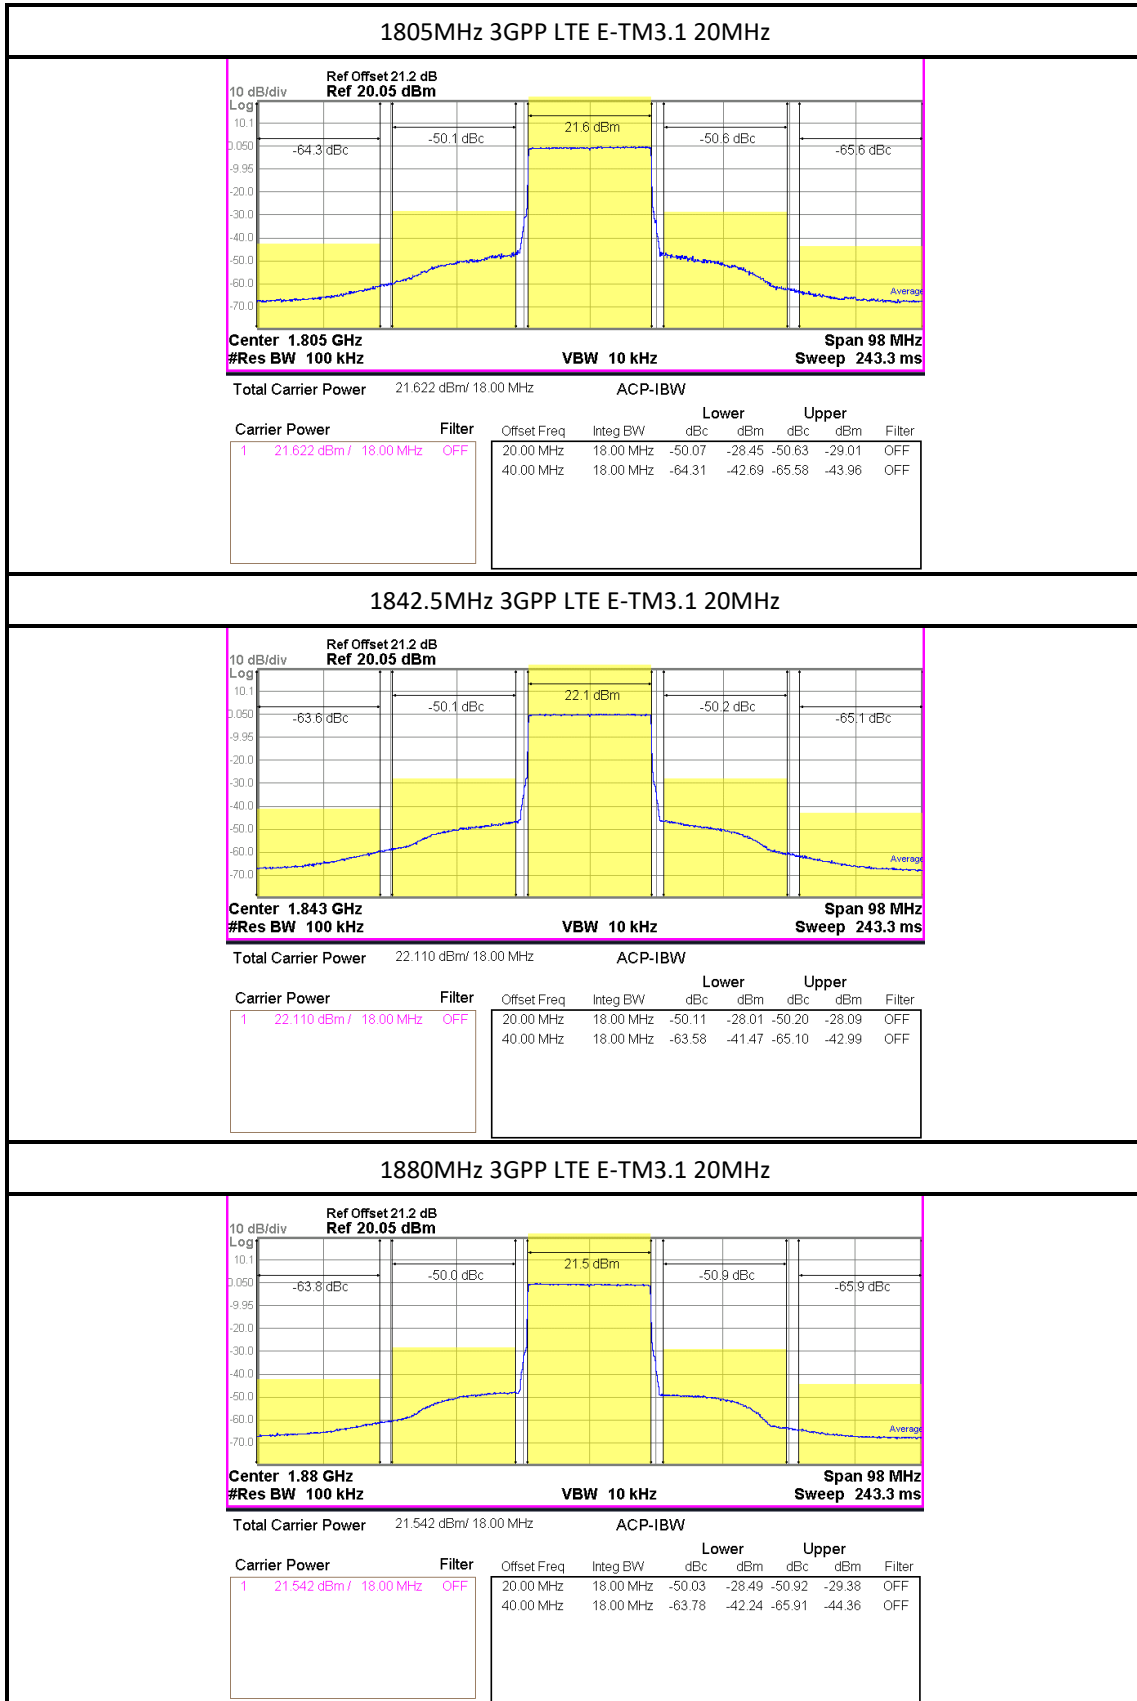 1805MHz 3GPP LTE E-TM3.1 20MHz
Ref Offset 21.2 dB
10 dB/div Ref 20.05 dBm
Log
10.1
0.050
-9.95
-20.0
-30.0
-40.0
-50.0
-60.0
-70.0
-64.3 dBc -50.1 dBc 21.6 dBm -50.6 dBc -65.6 dBc
Average
Center 1.805 GHz Span 98 MHz
#Res BW 100 kHz VBW 10 kHz Sweep 243.3 ms
Total Carrier Power 21.622 dBm/ 18.00 MHz ACP-IBW
Lower Upper
Carrier Power Filter Offset Freq Integ BW dBc dBm dBc dBm Filter
1 21.622 dBm / 18.00 MHz OFF 20.00 MHz 18.00 MHz -50.07 -28.45 -50.63 -29.01 OFF
40.00 MHz 18.00 MHz -64.31 -42.69 -65.58 -43.96 OFF
1842.5MHz 3GPP LTE E-TM3.1 20MHz
Ref Offset 21.2 dB
10 dB/div Ref 20.05 dBm
Log
10.1
0.050
-9.95
-20.0
-30.0
-40.0
-50.0
-60.0
-70.0
-63.6 dBc -50.1 dBc 22.1 dBm -50.2 dBc -65.1 dBc
Average
Center 1.843 GHz Span 98 MHz
#Res BW 100 kHz VBW 10 kHz Sweep 243.3 ms
Total Carrier Power 22.110 dBm/ 18.00 MHz ACP-IBW
Lower Upper
Carrier Power Filter Offset Freq Integ BW dBc dBm dBc dBm Filter
1 22.110 dBm / 18.00 MHz OFF 20.00 MHz 18.00 MHz -50.11 -28.01 -50.20 -28.09 OFF
40.00 MHz 18.00 MHz -63.58 -41.47 -65.10 -42.99 OFF
1880MHz 3GPP LTE E-TM3.1 20MHz
Ref Offset 21.2 dB
10 dB/div Ref 20.05 dBm
Log
10.1
0.050
-9.95
-20.0
-30.0
-40.0
-50.0
-60.0
-70.0
-63.8 dBc -50.0 dBc 21.5 dBm -50.9 dBc -65.9 dBc
Average
Center 1.88 GHz Span 98 MHz
#Res BW 100 kHz VBW 10 kHz Sweep 243.3 ms
Total Carrier Power 21.542 dBm/ 18.00 MHz ACP-IBW
Lower Upper
Carrier Power Filter Offset Freq Integ BW dBc dBm dBc dBm Filter
1 21.542 dBm / 18.00 MHz OFF 20.00 MHz 18.00 MHz -50.03 -28.49 -50.92 -29.38 OFF
40.00 MHz 18.00 MHz -63.78 -42.24 -65.91 -44.36 OFF